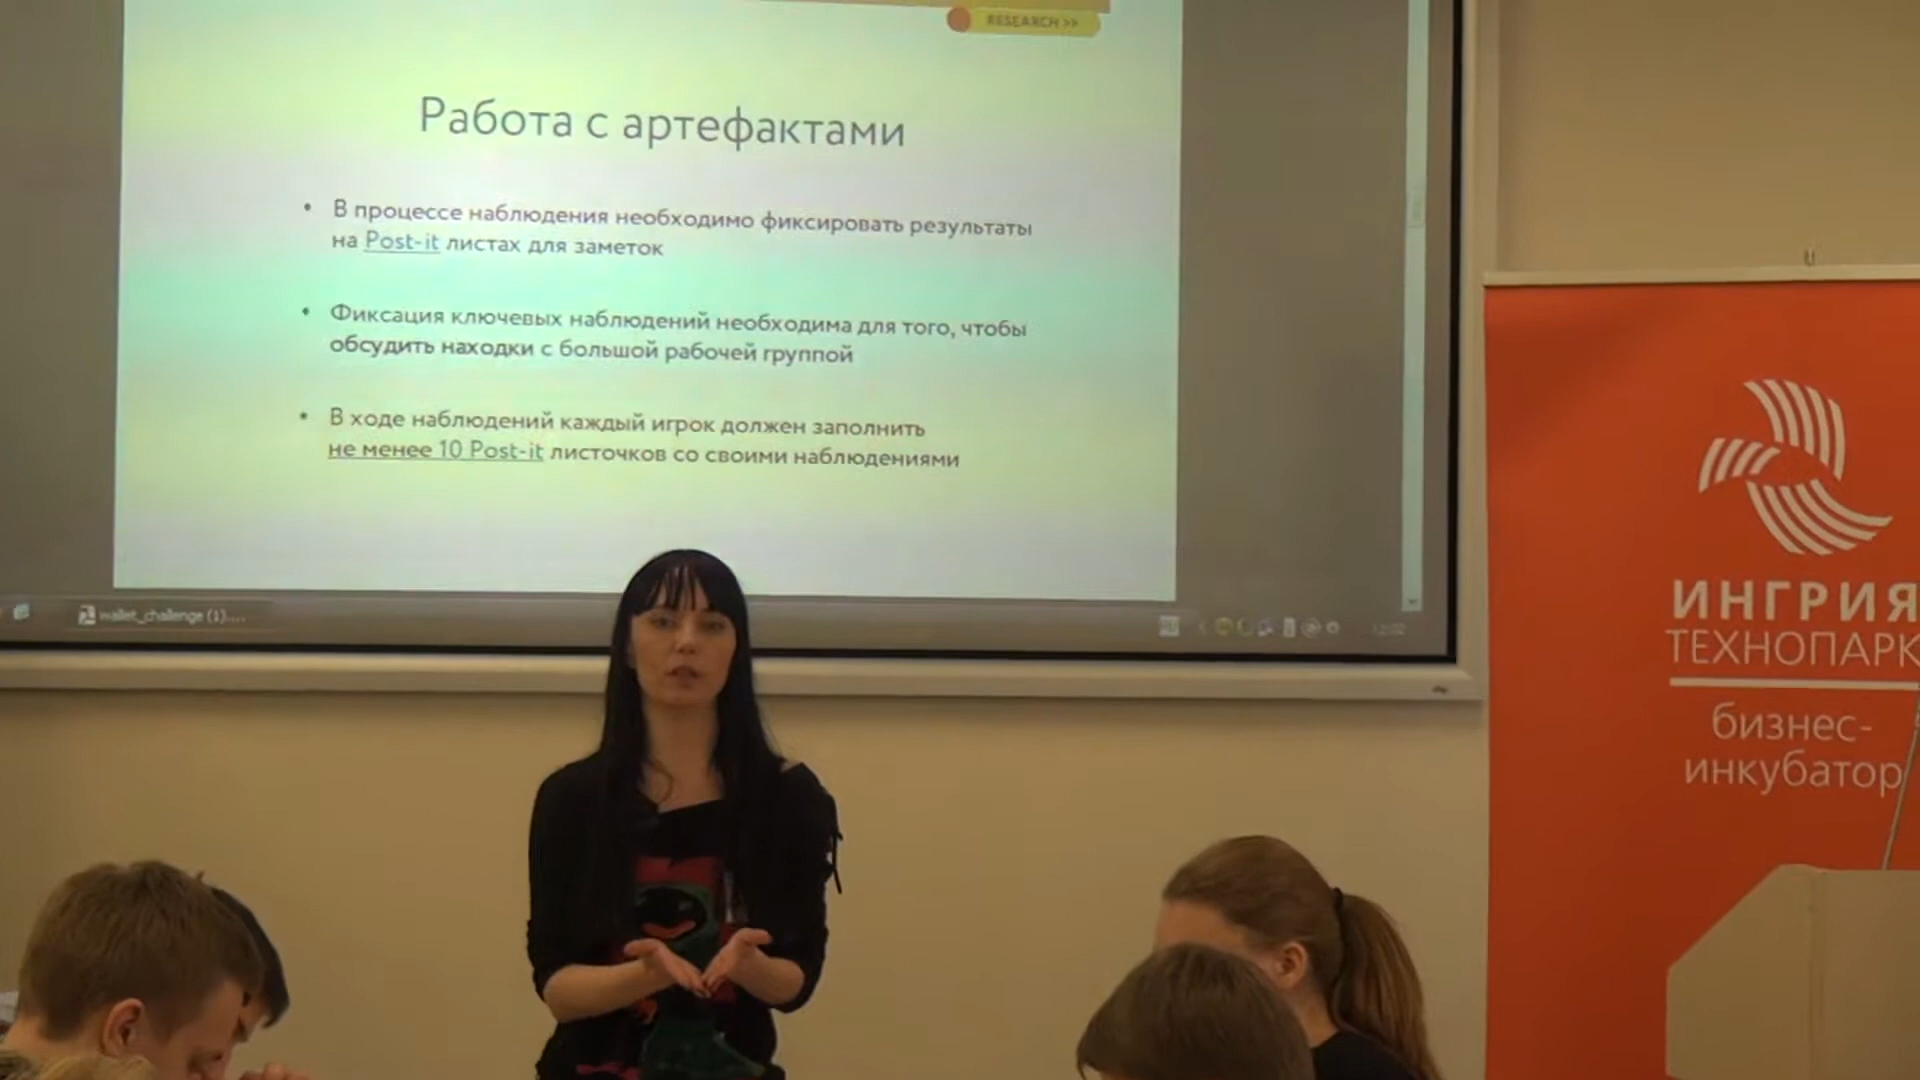 RESEARCH >>
Работа с артефактами
• В процессе наблюдения необходимо фиксировать результаты
на Post-it листах для заметок
• Фиксация ключевых наблюдений необходима для того, чтобы
обсудить находки с большой рабочей группой
• В ходе наблюдений каждый игрок должен заполнить
не менее 10 Post-it листочков со своими наблюдениями
wallet_challenge (1)....
ИНГРИЯ
ТЕХНОПАРК
бизнес-
инкубатор